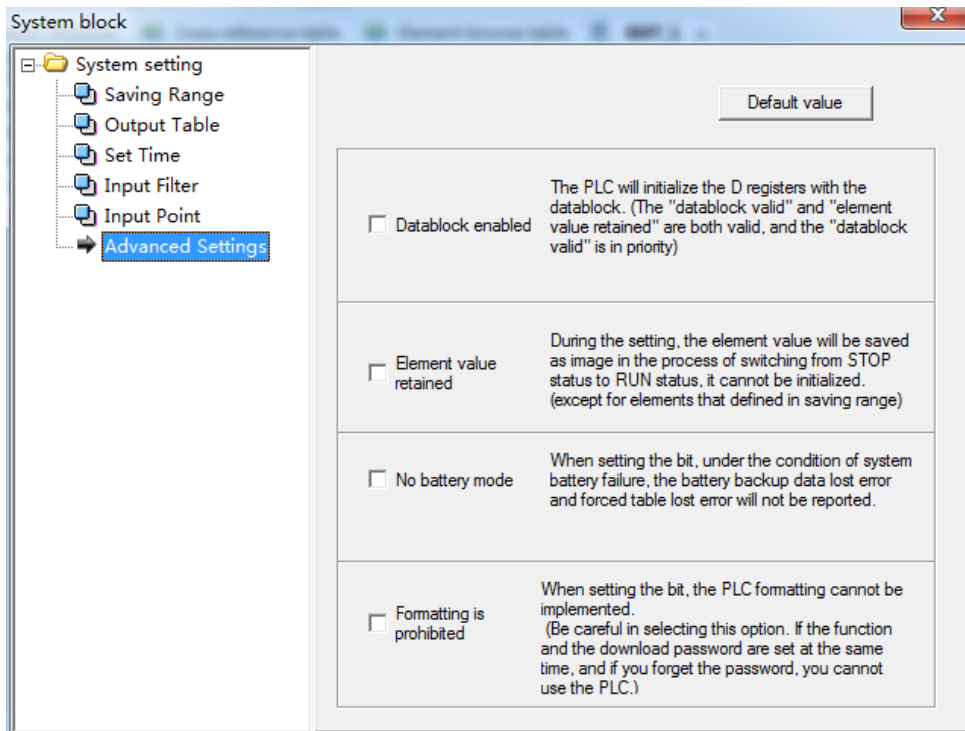 System block
System setting
Saving Range
Output Table
Set Time
Input Filter
Input Point
Advanced Settings
Default value
Datablock enabled
The PLC will initialize the D registers with the
datablock. (The "datablock valid" and "element
value retained" are both valid, and the "datablock
valid" is in priority)
Element value
retained
During the setting, the element value will be saved
as image in the process of switching from STOP
status to RUN status, it cannot be initialized.
(except for elements that defined in saving range)
No battery mode
When setting the bit, under the condition of system
battery failure, the battery backup data lost error
and forced table lost error will not be reported.
Formatting is
prohibited
When setting the bit, the PLC formatting cannot be
implemented.
(Be careful in selecting this option. If the function
and the download password are set at the same
time, and if you forget the password, you cannot
use the PLC.)